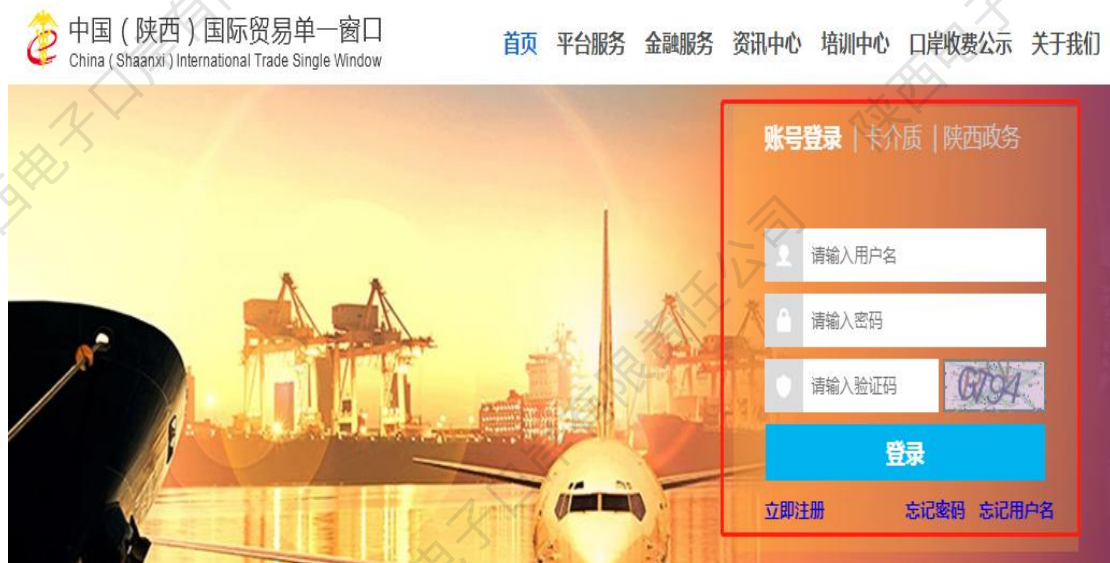 中国（陕西）国际贸易单一窗口
China ( Shaanxi ) International Trade Single Window
首页 平台服务 金融服务 资讯中心 培训中心 口岸收费公示 关于我们
账号登录 | 卡介质 | 陕西政务
请输入用户名
请输入密码
请输入验证码
登录
立即注册 忘记密码 忘记用户名